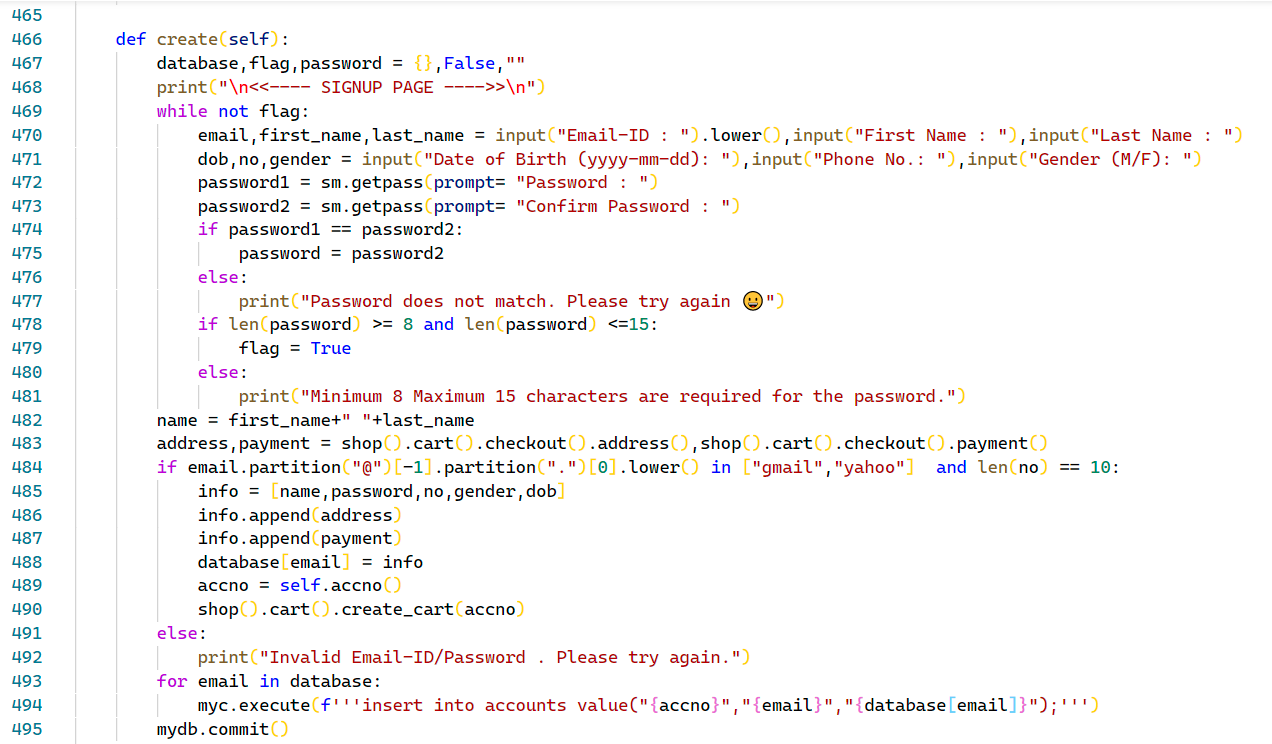 465
466 def create(self):
467 database,flag,password = {},False,""
468 print("\n<<---- SIGNUP PAGE ---->>\n")
469 while not flag:
470 email,first_name,last_name = input("Email-ID : ").lower(),input("First Name : "),input("Last Name : ")
471 dob,no,gender = input("Date of Birth (yyyy-mm-dd): "),input("Phone No.: "),input("Gender (M/F): ")
472 password1 = sm.getpass(prompt= "Password : ")
473 password2 = sm.getpass(prompt= "Confirm Password : ")
474 if password1 == password2:
475 password = password2
476 else:
477 print("Password does not match. Please try again 😀")
478 if len(password) >= 8 and len(password) <=15:
479 flag = True
480 else:
481 print("Minimum 8 Maximum 15 characters are required for the password.")
482 name = first_name+" "+last_name
483 address,payment = shop().cart().checkout().address(),shop().cart().checkout().payment()
484 if email.partition("@")[-1].partition(".")[0].lower() in ["gmail","yahoo"]  and len(no) == 10:
485 info = [name,password,no,gender,dob]
486 info.append(address)
487 info.append(payment)
488 database[email] = info
489 accno = self.accno()
490 shop().cart().create_cart(accno)
491 else:
492 print("Invalid Email-ID/Password . Please try again.")
493 for email in database:
494 myc.execute(f'''insert into accounts value("{accno}","{email}","{database[email]}");''')
495 mydb.commit()